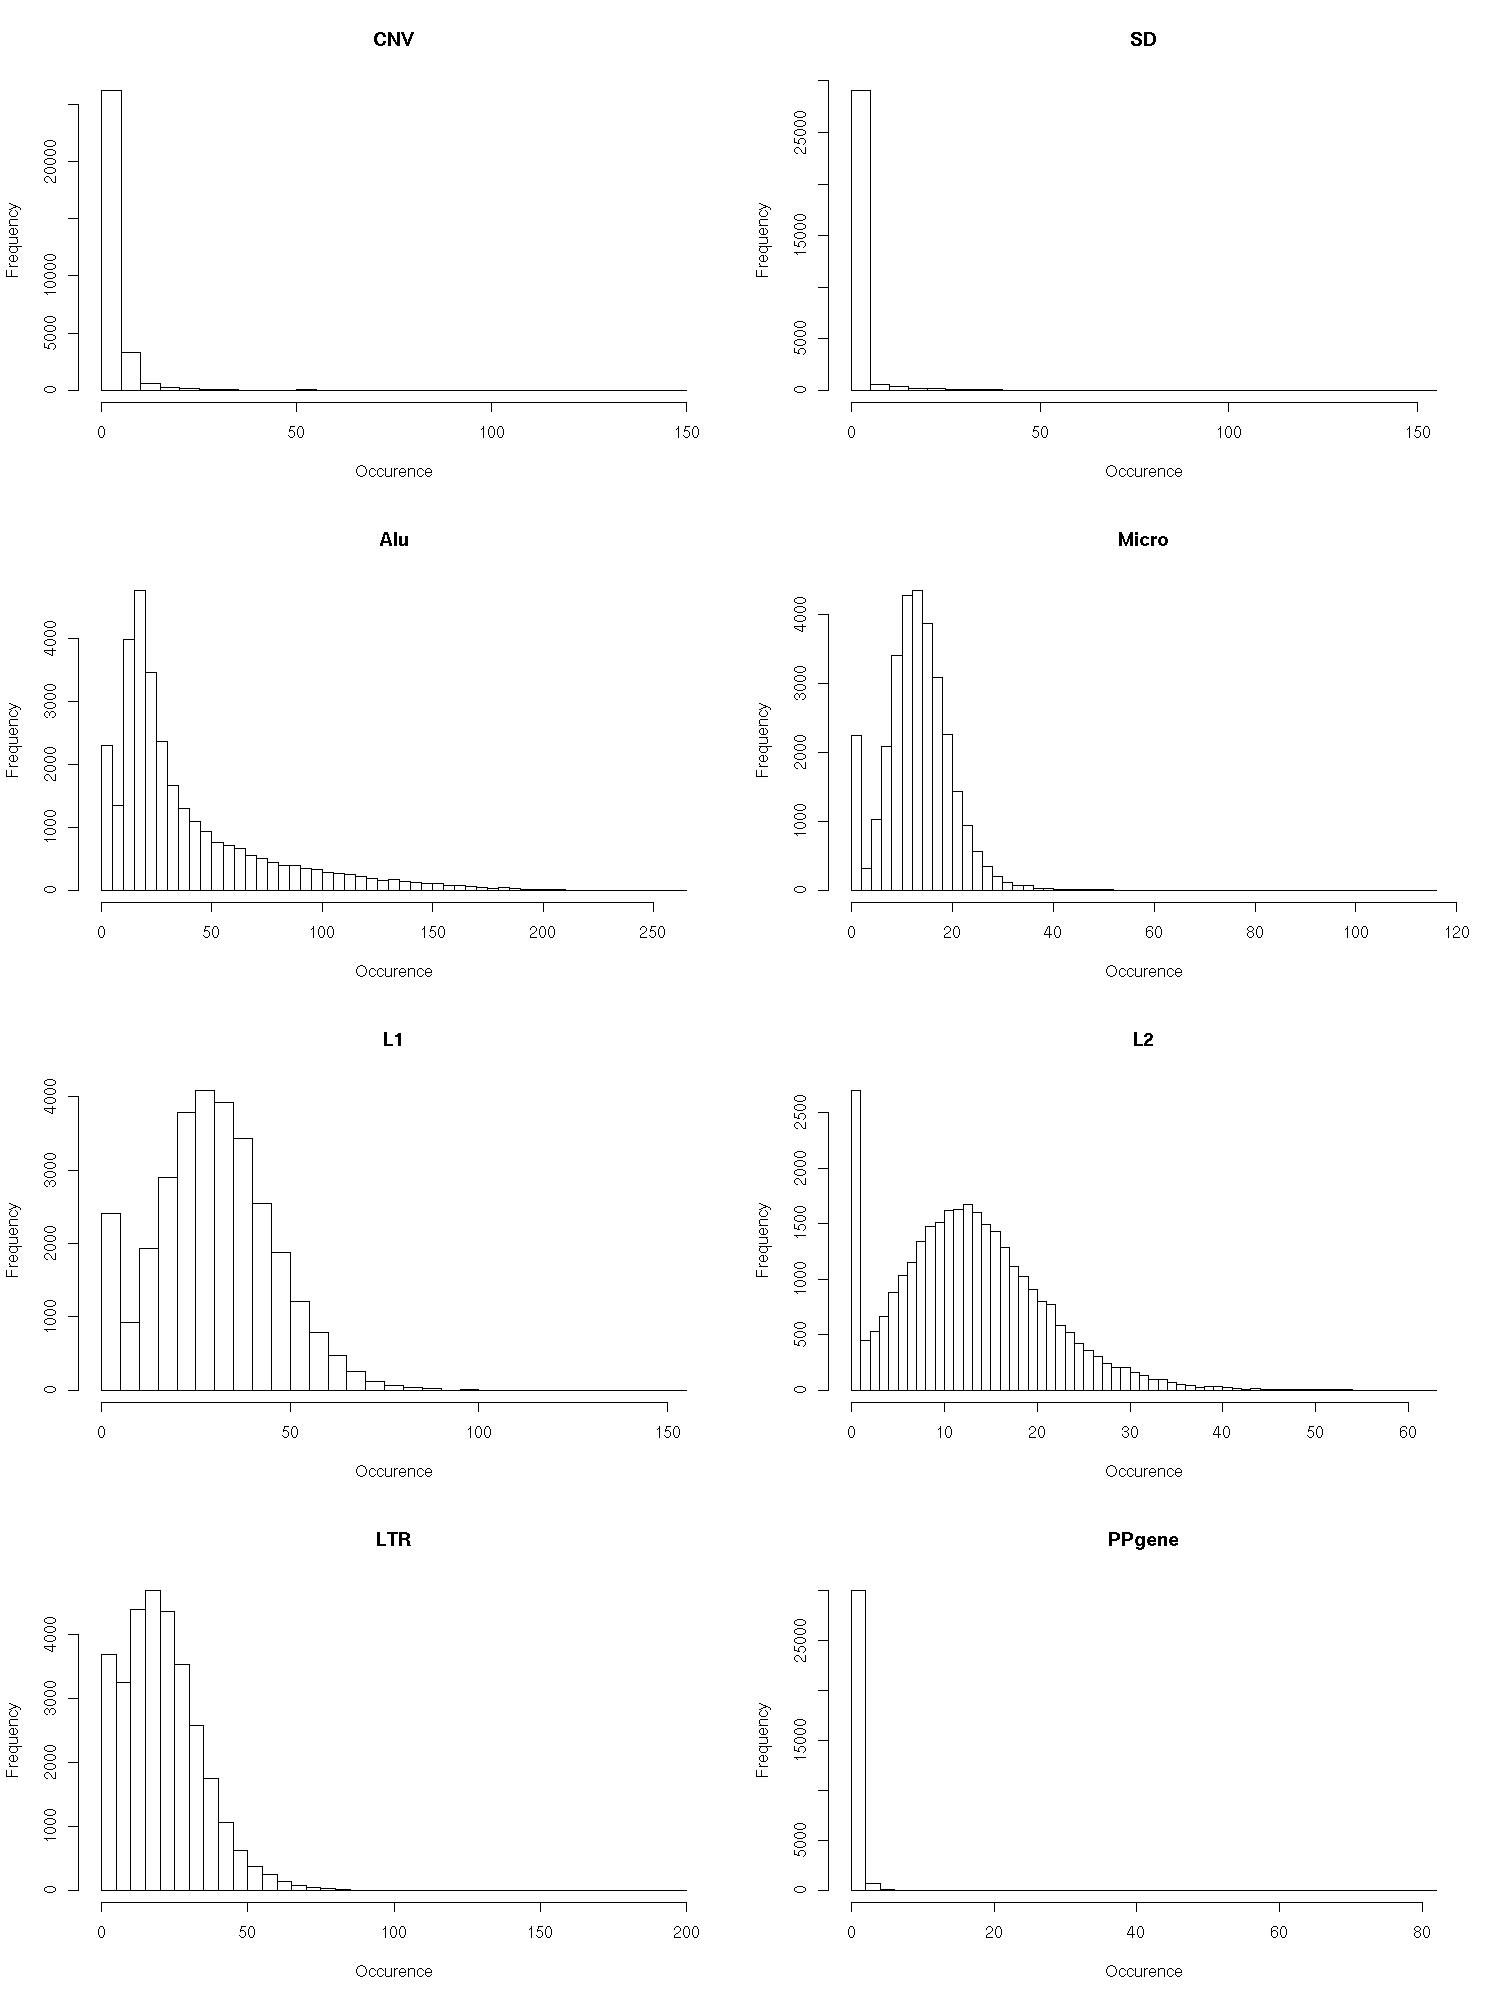 CNV
Frequency
0 5000 10000 20000
0 50 100 150
Occurence
SD
Frequency
0 5000 15000 25000
0 50 100 150
Occurence
Alu
Frequency
0 1000 2000 3000 4000
0 50 100 150 200 250
Occurence
Micro
Frequency
0 1000 2000 3000 4000
0 20 40 60 80 100 120
Occurence
L1
Frequency
0 1000 2000 3000 4000
0 50 100 150
Occurence
L2
Frequency
0 500 1000 1500 2000 2500
0 10 20 30 40 50 60
Occurence
LTR
Frequency
0 1000 2000 3000 4000
0 50 100 150 200
Occurence
PPgene
Frequency
0 5000 15000 25000
0 20 40 60 80
Occurence